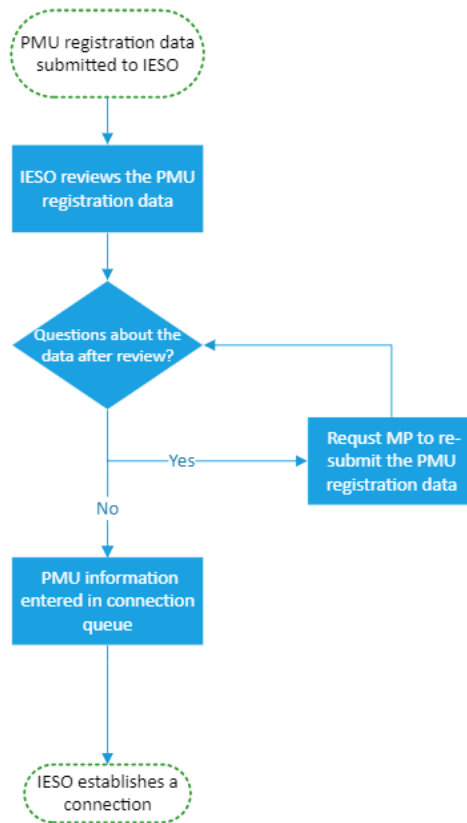 PMU registration data
submitted to IESO
IESO reviews the PMU
registration data
Questions about the
data after review?
Requst MP to re-
submit the PMU
registration data
Yes
No
PMU information
entered in connection
queue
IESO establishes a
connection